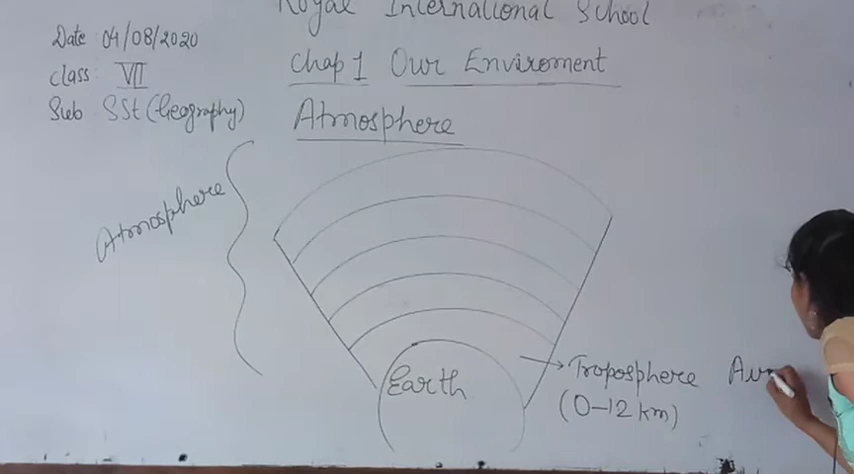 Royal International School
Date 04/08/2020
Chap 1 Our Enviroment
class: VII
Sub SSt (Geography)
Atmosphere
Atmosphere
Earth
Troposphere
(0-12 km)